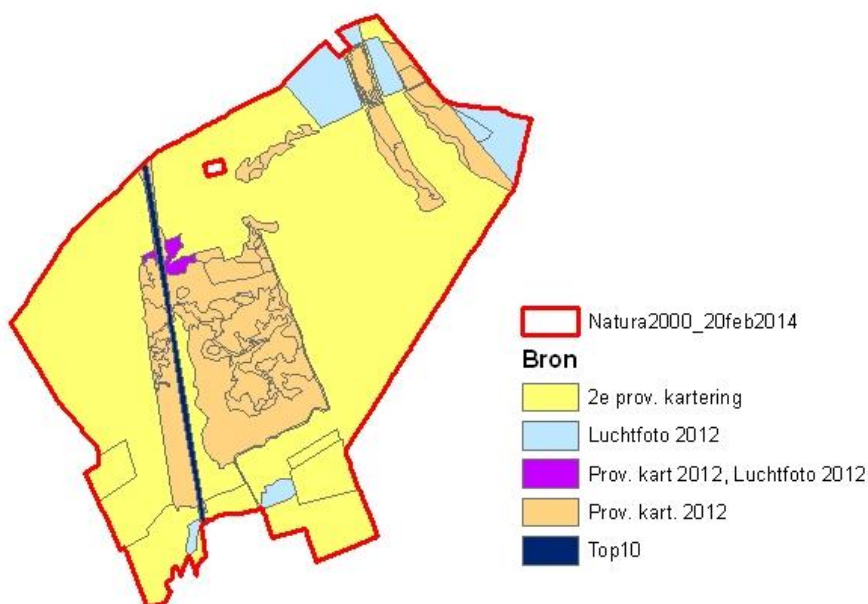 Natura2000_20feb2014
Bron
2e prov. kartering
Luchtfoto 2012
Prov. kart 2012, Luchtfoto 2012
Prov. kart. 2012
Top10